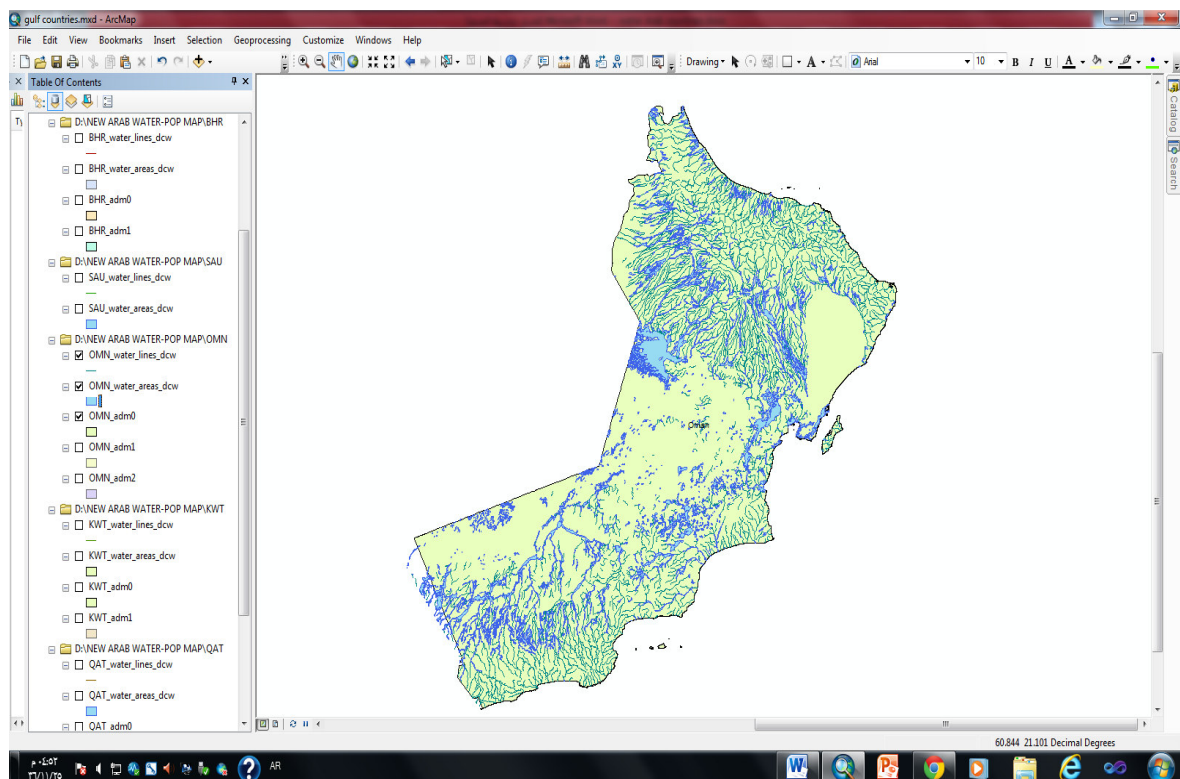 gulf countries.mxd - ArcMap
File Edit View Bookmarks Insert Selection Geoprocessing Customize Windows Help
Drawing Arial 10 B I U A
Table Of Contents
D:\NEW ARAB WATER-POP MAP\BHR
BHR_water_lines_dcw
BHR_water_areas_dcw
BHR_adm0
BHR_adm1
D:\NEW ARAB WATER-POP MAP\SAU
SAU_water_lines_dcw
SAU_water_areas_dcw
D:\NEW ARAB WATER-POP MAP\OMN
OMN_water_lines_dcw
OMN_water_areas_dcw
OMN_adm0
OMN_adm1
OMN_adm2
D:\NEW ARAB WATER-POP MAP\KWT
KWT_water_lines_dcw
KWT_water_areas_dcw
KWT_adm0
KWT_adm1
D:\NEW ARAB WATER-POP MAP\QAT
QAT_water_lines_dcw
QAT_water_areas_dcw
QAT_adm0
Oman
Catalog
Search
60.844 21.101 Decimal Degrees
AR
٠٤:٥٢ م